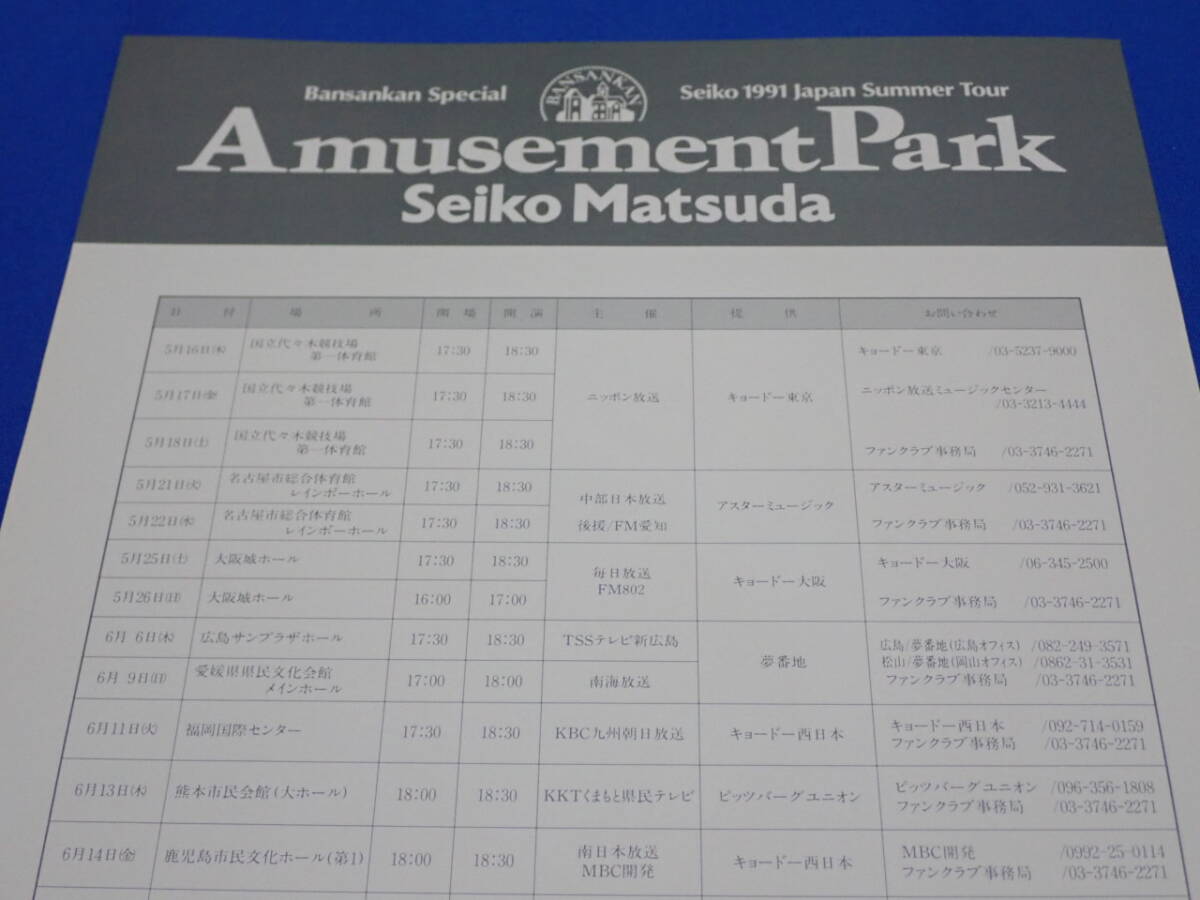 Bansankan Special
BANSANKAN
Seiko 1991 Japan Summer Tour
Amusement Park
Seiko Matsuda
日 付 場 所 開 場 開 演 主 催 提 供 お問い合わせ
5月16日(木) 国立代々木競技場 第一体育館 17:30 18:30 キョードー東京 /03-5237-9000
5月17日(金) 国立代々木競技場 第一体育館 17:30 18:30 ニッポン放送 キョードー東京 ニッポン放送ミュージックセンター /03-3213-4444
5月18日(土) 国立代々木競技場 第一体育館 17:30 18:30 ファンクラブ事務局 /03-3746-2271
5月21日(火) 名古屋市総合体育館 レインボーホール 17:30 18:30 中部日本放送 アスターミュージック アスターミュージック /052-931-3621
5月22日(水) 名古屋市総合体育館 レインボーホール 17:30 18:30 後援/FM愛知 ファンクラブ事務局 /03-3746-2271
5月25日(土) 大阪城ホール 17:30 18:30 毎日放送 キョードー大阪 キョードー大阪 /06-345-2500
5月26日(日) 大阪城ホール 16:00 17:00 FM802 ファンクラブ事務局 /03-3746-2271
6月 6日(木) 広島サンプラザホール 17:30 18:30 TSSテレビ新広島 夢番地 広島/夢番地(広島オフィス) /082-249-3571
松山/夢番地(岡山オフィス) /0862-31-3531
6月 9日(日) 愛媛県県民文化会館 メインホール 17:00 18:00 南海放送 ファンクラブ事務局 /03-3746-2271
6月11日(火) 福岡国際センター 17:30 18:30 KBC九州朝日放送 キョードー西日本 キョードー西日本 /092-714-0159
ファンクラブ事務局 /03-3746-2271
6月13日(木) 熊本市民会館(大ホール) 18:00 18:30 KKTくまもと県民テレビ ピッツバーグユニオン ピッツバーグユニオン /096-356-1808
ファンクラブ事務局 /03-3746-2271
6月14日(金) 鹿児島市民文化ホール(第1) 18:00 18:30 南日本放送 MBC開発 キョードー西日本 MBC開発 /0992-25-0114
ファンクラブ事務局 /03-3746-2271